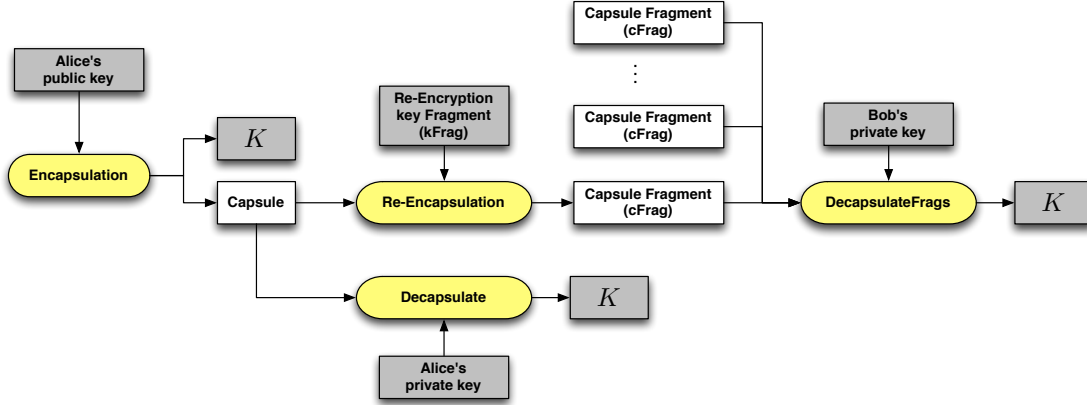 Alice's
public key
Encapsulation
K
Capsule
Re-Encryption
key Fragment
(kFrag)
Re-Encapsulation
Capsule Fragment
(cFrag)
⋮
Capsule Fragment
(cFrag)
Capsule Fragment
(cFrag)
Bob's
private key
DecapsulateFrags
K
Decapsulate
K
Alice's
private key